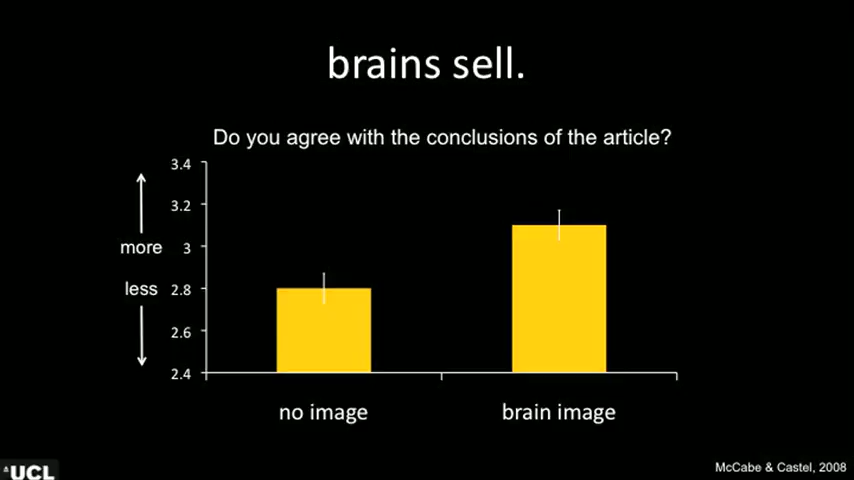 brains sell.
Do you agree with the conclusions of the article?
3.4
3.2
more 3
less 2.8
2.6
2.4
no image brain image
McCabe & Castel, 2008
UCL